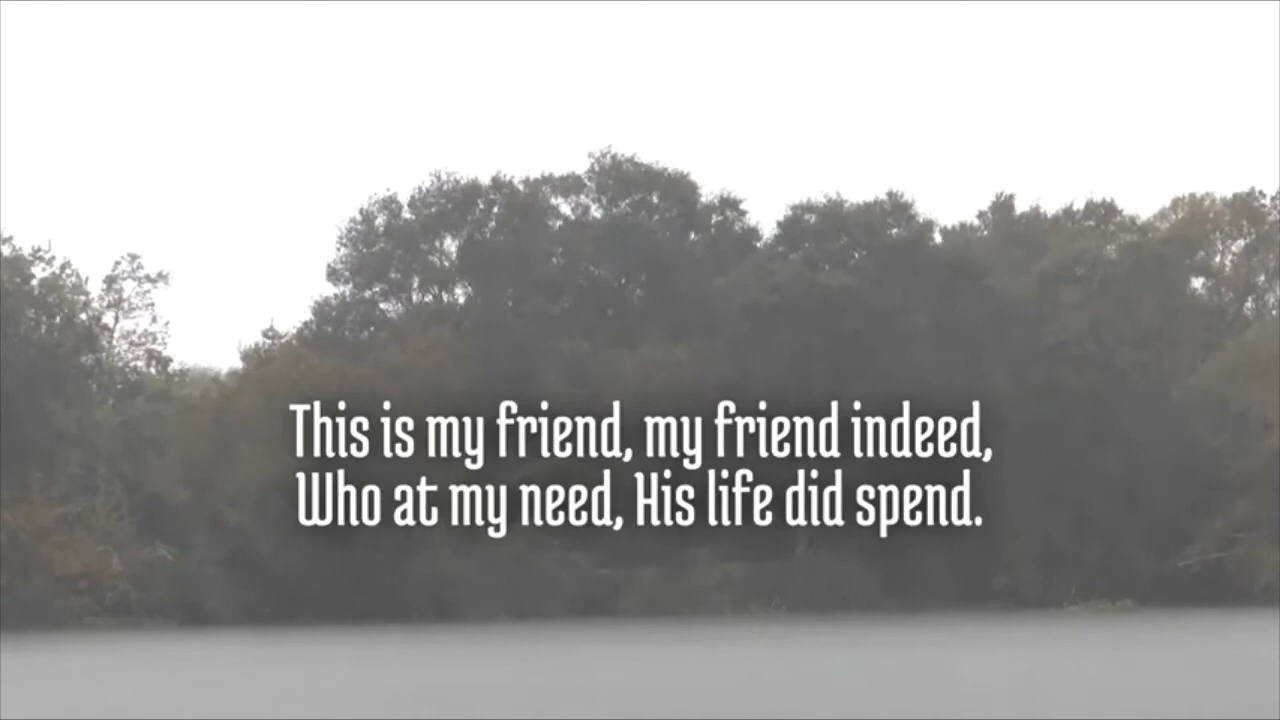 This is my friend, my friend indeed,
Who at my need, His life did spend.